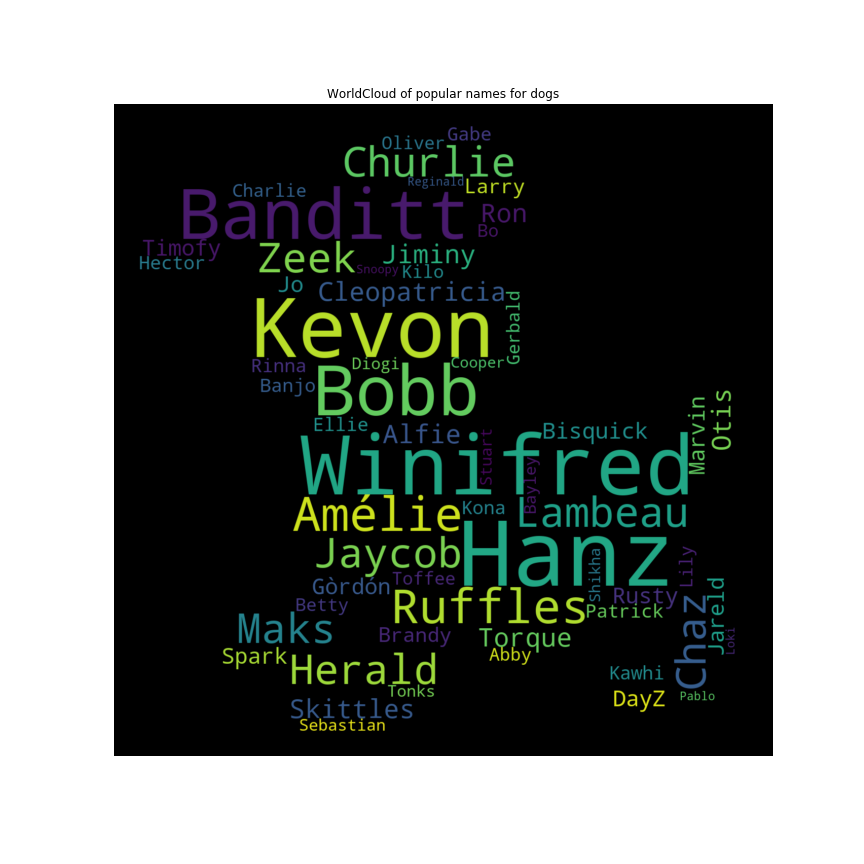 WorldCloud of popular names for dogs
Gabe
Oliver
Churlie
Reginald
Larry
Charlie
Banditt
Ron
Bo
Timofy
Zeek
Jiminy
Hector
Snoopy
Kilo
Jo
Cleopatricia
Gerbald
Kevon
Rinna
Diogi
Cooper
Banjo
Bobb
Marvin
Otis
Ellie
Alfie
Stuart
Bisquick
Winifred
Bayley
Amélie
Kona
Lambeau
Jaycob
Hanz
Shikha
Lily
Gòrdón
Toffee
Betty
Ruffles
Rusty
Patrick
Chaz
Jareld
Loki
Maks
Brandy
Torque
Spark
Herald
Abby
Kawhi
Tonks
DayZ
Pablo
Skittles
Sebastian